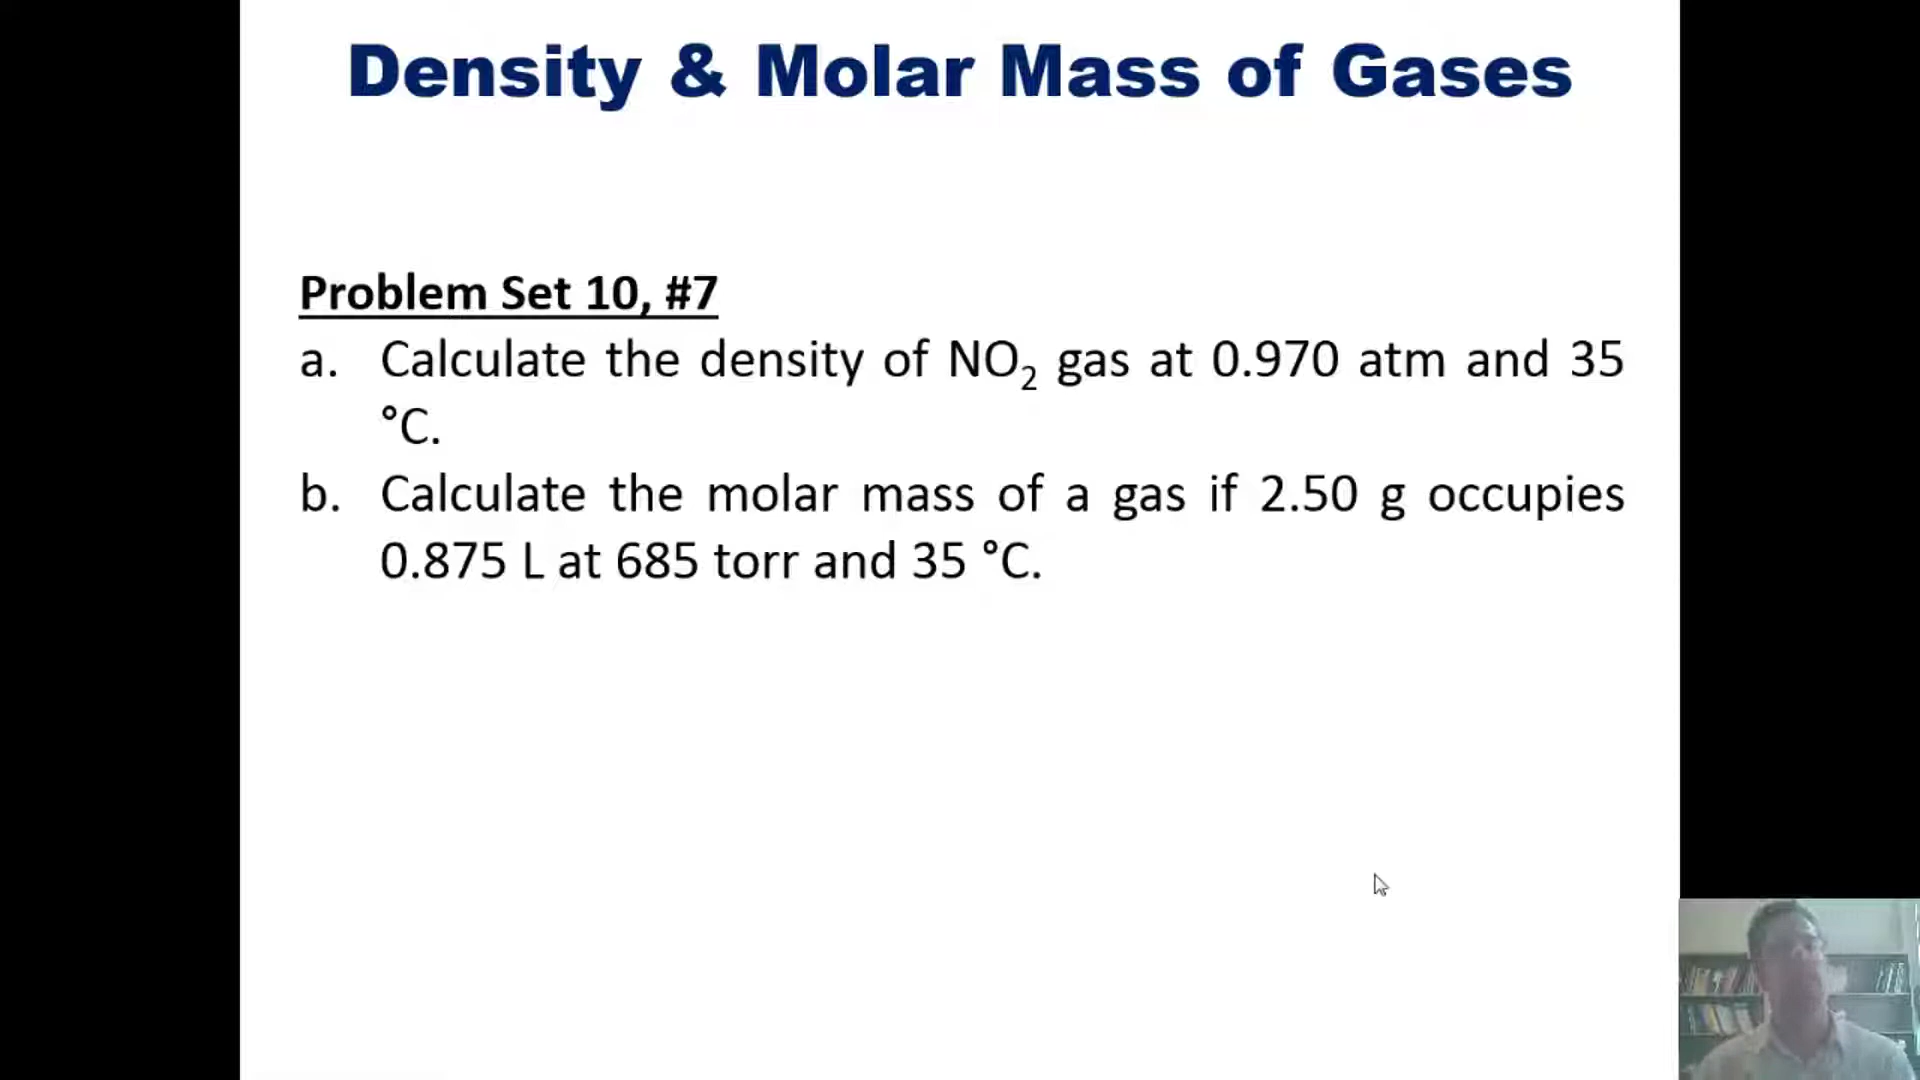 Density & Molar Mass of Gases
Problem Set 10, #7
a. Calculate the density of NO₂ gas at 0.970 atm and 35
°C.
b. Calculate the molar mass of a gas if 2.50 g occupies
0.875 L at 685 torr and 35 °C.